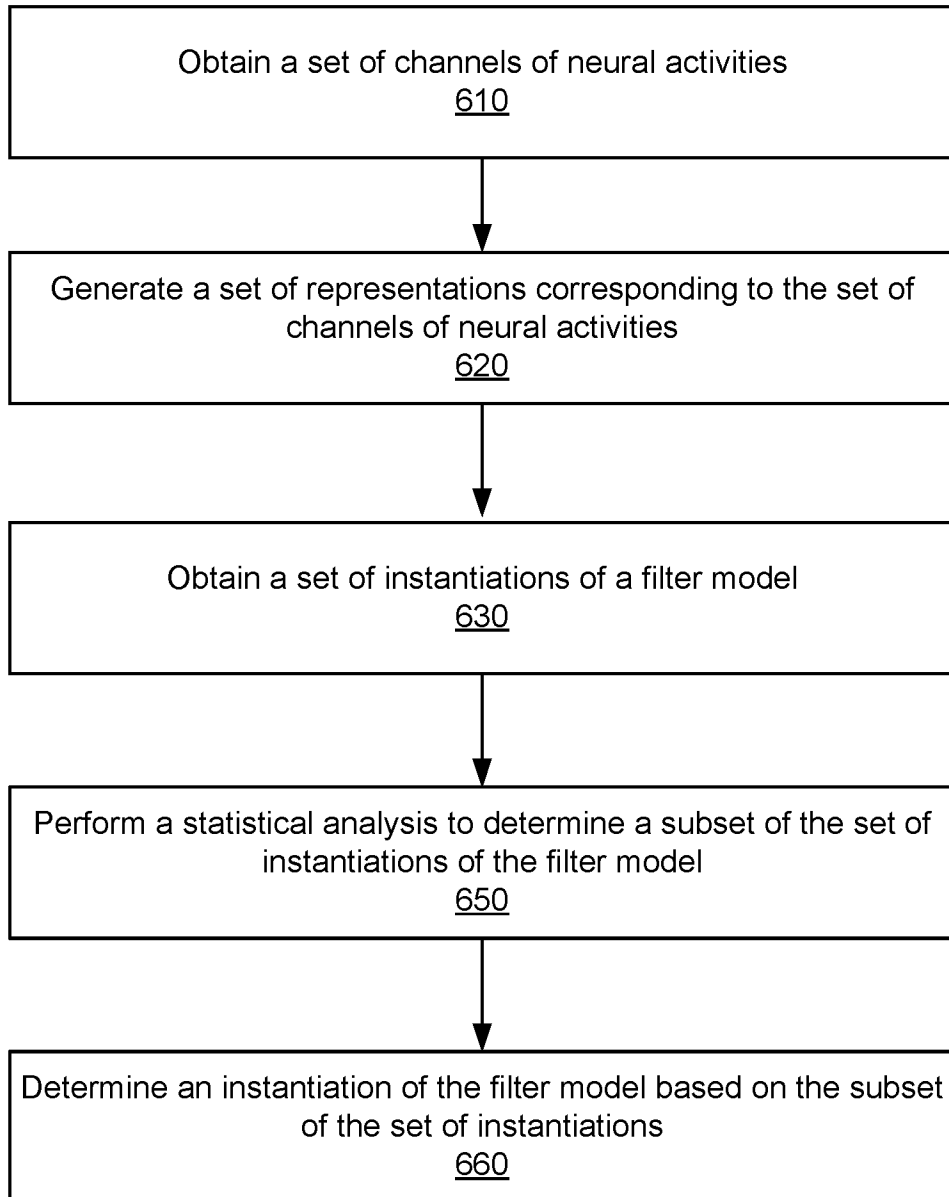 Obtain a set of channels of neural activities
610
Generate a set of representations corresponding to the set of
channels of neural activities
620
Obtain a set of instantiations of a filter model
630
Perform a statistical analysis to determine a subset of the set of
instantiations of the filter model
650
Determine an instantiation of the filter model based on the subset
of the set of instantiations
660